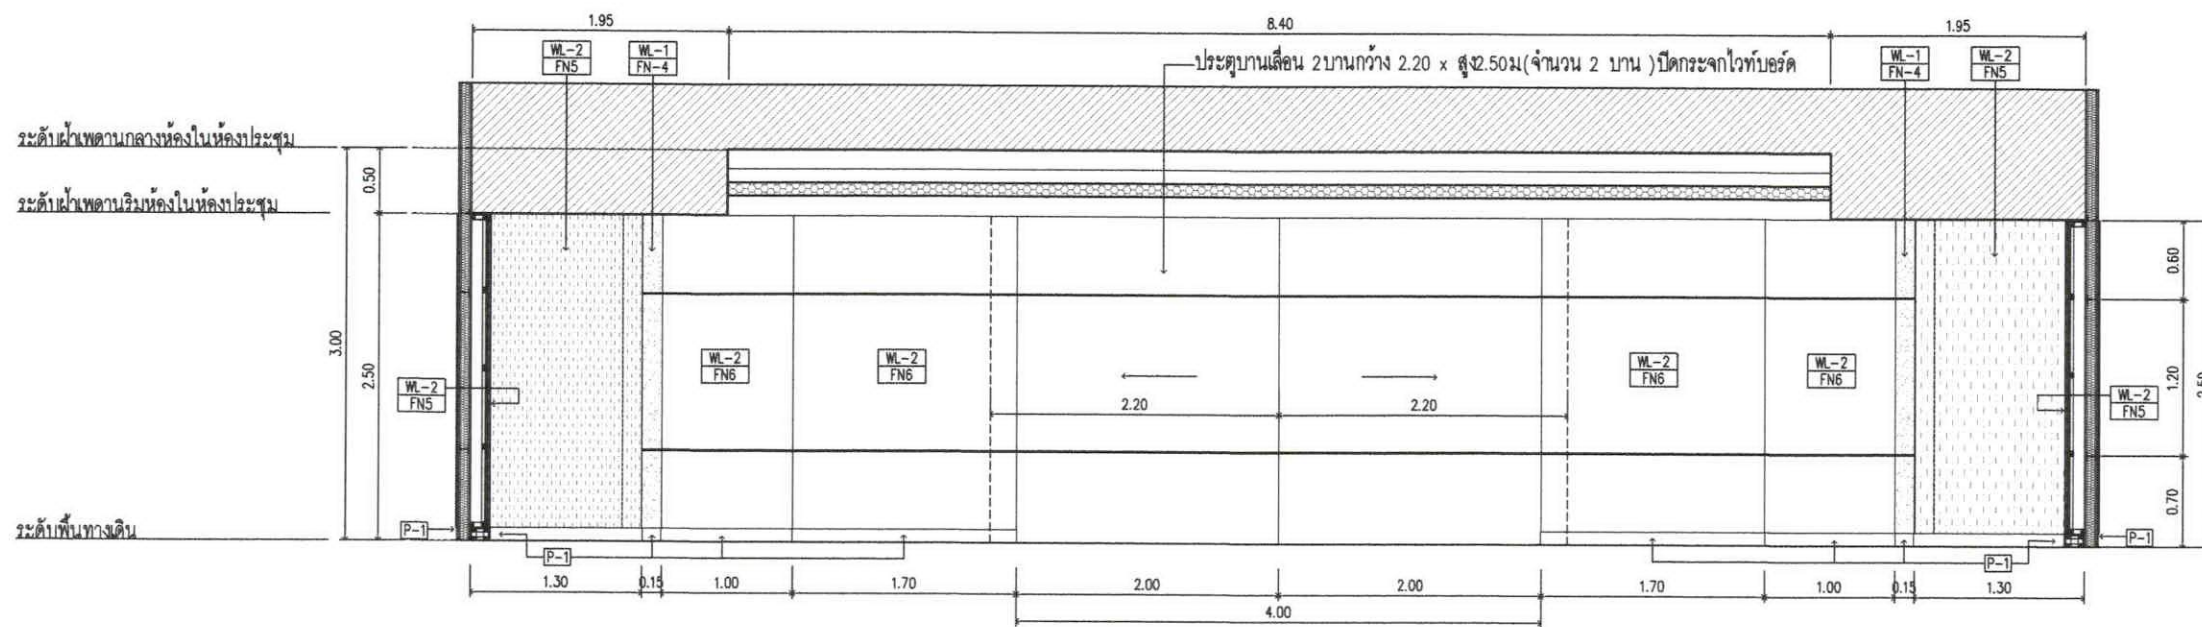 1.95
8.40
1.95
WL-2
FN5
WL-1
FN-4
ประตูบานเลื่อน 2บานกว้าง 2.20 x สูง2.50ม(จำนวน 2 บาน )ปิดกระจกไวท์บอร์ด
WL-1
FN-4
WL-2
FN5
ระดับฝ้าเพดานกลางห้องในห้องประชุม
0.50
ระดับฝ้าเพดานริมห้องในห้องประชุม
3.00
2.50
0.60
1.20
0.70
2.50
WL-2
FN6
WL-2
FN6
WL-2
FN6
WL-2
FN6
WL-2
FN5
2.20
2.20
WL-2
FN5
ระดับพื้นทางเดิน
P-1
P-1
P-1
P-1
1.30
0.15
1.00
1.70
2.00
2.00
1.70
1.00
0.15
1.30
4.00